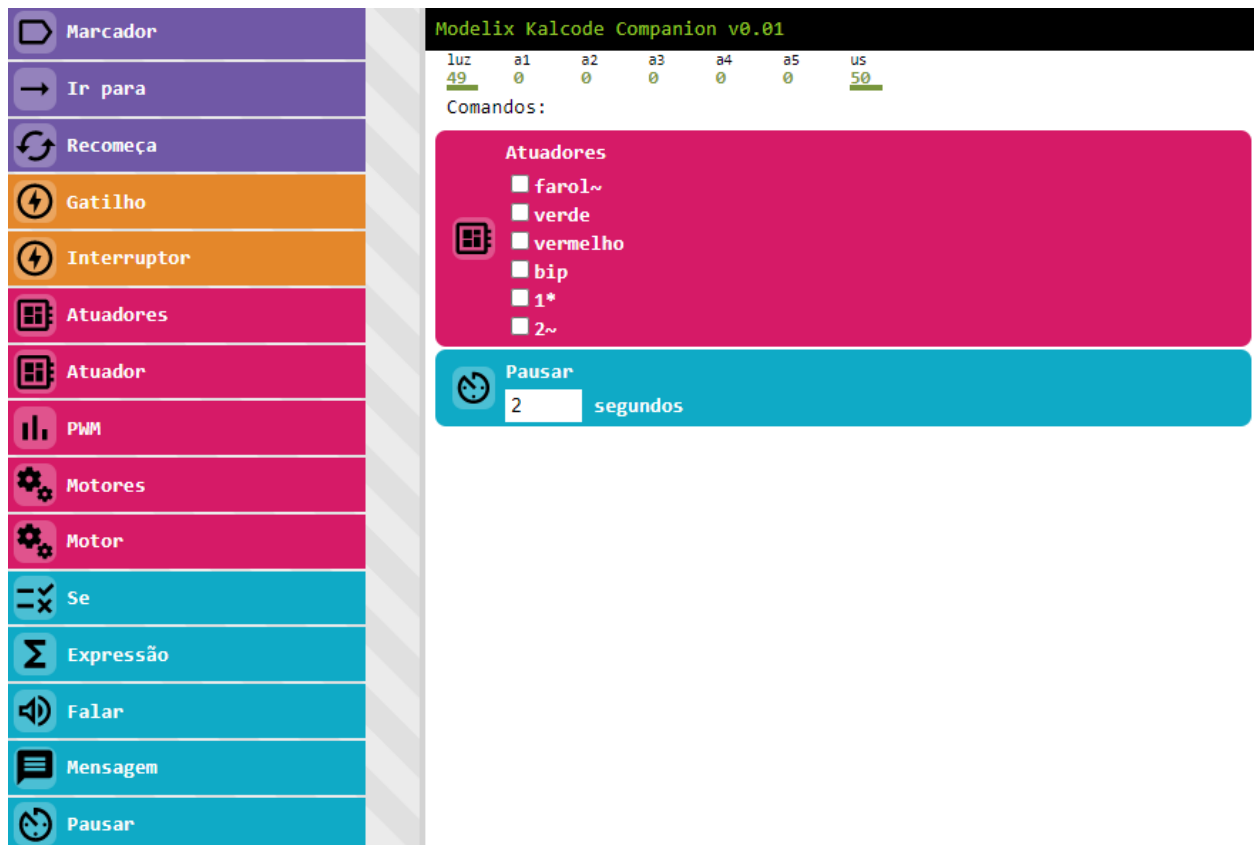 Marcador
Ir para
Recomeça
Gatilho
Interruptor
Atuadores
Atuador
PWM
Motores
Motor
Se
Expressão
Falar
Mensagem
Pausar
Modelix Kalcode Companion v0.01
luz a1 a2 a3 a4 a5 us
49 0 0 0 0 0 50
Comandos:
Atuadores
farol~
verde
vermelho
bip
1*
2~
Pausar
2 segundos